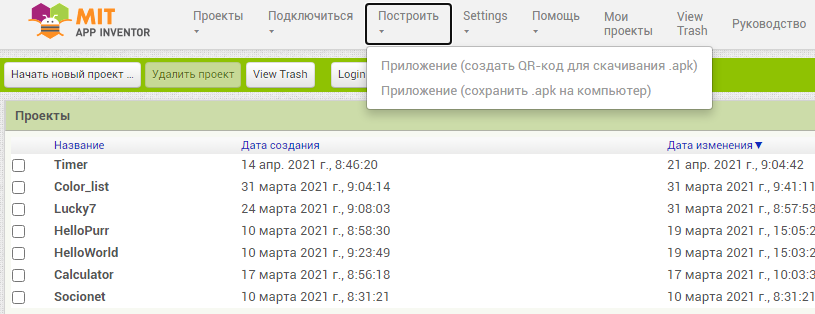 MIT
APP INVENTOR
Проекты
Подключиться
Построить
Settings
Помощь
Мои
проекты
View
Trash
Руководство
Приложение (создать QR-код для скачивания .apk)
Приложение (сохранить .apk на компьютер)
Начать новый проект ...
Удалить проект
View Trash
Login
Проекты
Название Дата создания Дата изменения▼
Timer 14 апр. 2021 г., 8:46:20 21 апр. 2021 г., 9:04:42
Color_list 31 марта 2021 г., 9:04:14 31 марта 2021 г., 9:41:11
Lucky7 24 марта 2021 г., 9:08:03 31 марта 2021 г., 8:57:53
HelloPurr 10 марта 2021 г., 8:58:30 19 марта 2021 г., 15:05:2
HelloWorld 10 марта 2021 г., 9:23:49 19 марта 2021 г., 15:03:2
Calculator 17 марта 2021 г., 8:56:18 17 марта 2021 г., 10:03:3
Socionet 10 марта 2021 г., 8:31:21 10 марта 2021 г., 8:31:21